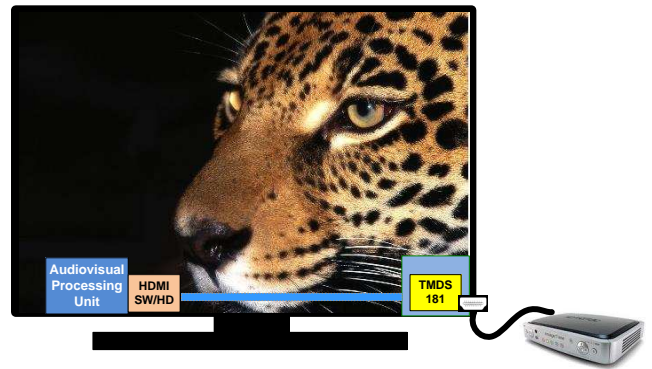 Audiovisual
Processing
Unit
HDMI
SW/HD
TMDS
181